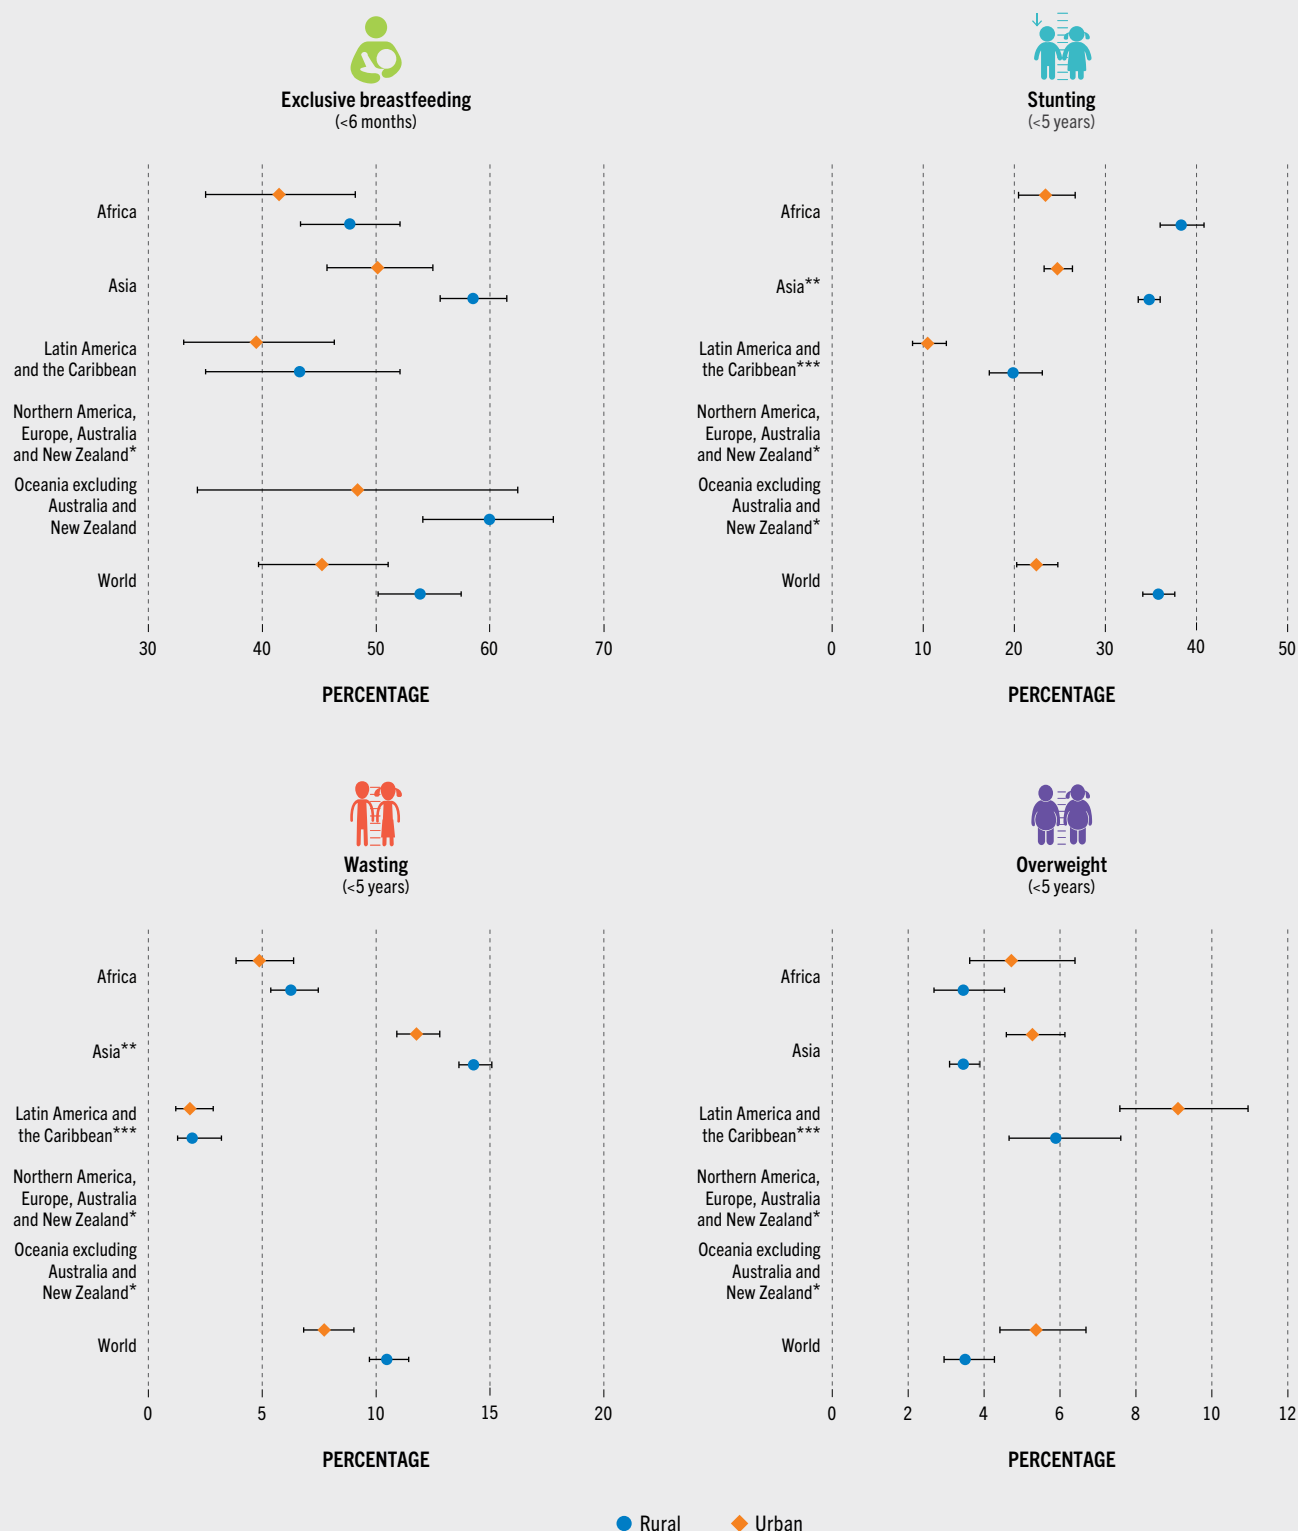 Exclusive breastfeeding
(<6 months)
Africa
Asia
Latin America
and the Caribbean
Northern America,
Europe, Australia
and New Zealand*
Oceania excluding
Australia and
New Zealand
World
30 40 50 60 70
PERCENTAGE
Stunting
(<5 years)
Africa
Asia**
Latin America and
the Caribbean***
Northern America,
Europe, Australia
and New Zealand*
Oceania excluding
Australia and
New Zealand*
World
0 10 20 30 40 50
PERCENTAGE
Wasting
(<5 years)
Africa
Asia**
Latin America and
the Caribbean***
Northern America,
Europe, Australia
and New Zealand*
Oceania excluding
Australia and
New Zealand*
World
0 5 10 15 20
PERCENTAGE
Overweight
(<5 years)
Africa
Asia
Latin America and
the Caribbean***
Northern America,
Europe, Australia
and New Zealand*
Oceania excluding
Australia and
New Zealand*
World
0 2 4 6 8 10 12
PERCENTAGE
Rural Urban